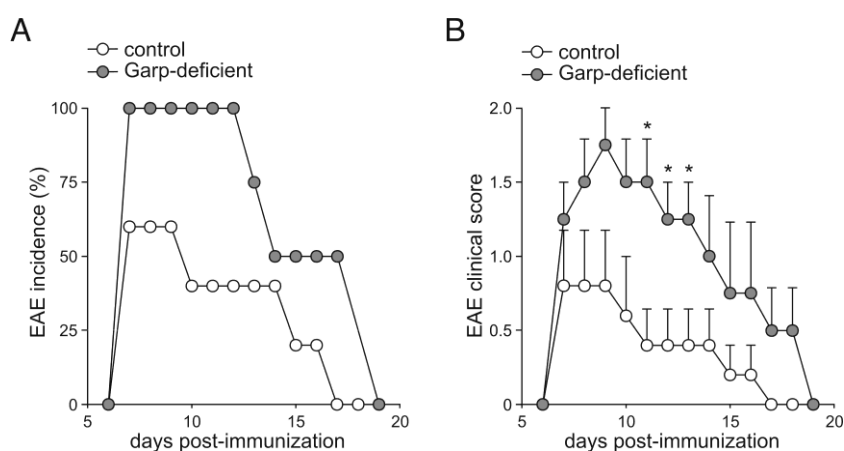 A
control
Garp-deficient
EAE incidence (%)
100
75
50
25
0
5
10
15
20
days post-immunization
B
control
Garp-deficient
EAE clinical score
2.0
1.5
1.0
0.5
0
*
*
*
5
10
15
20
days post-immunization